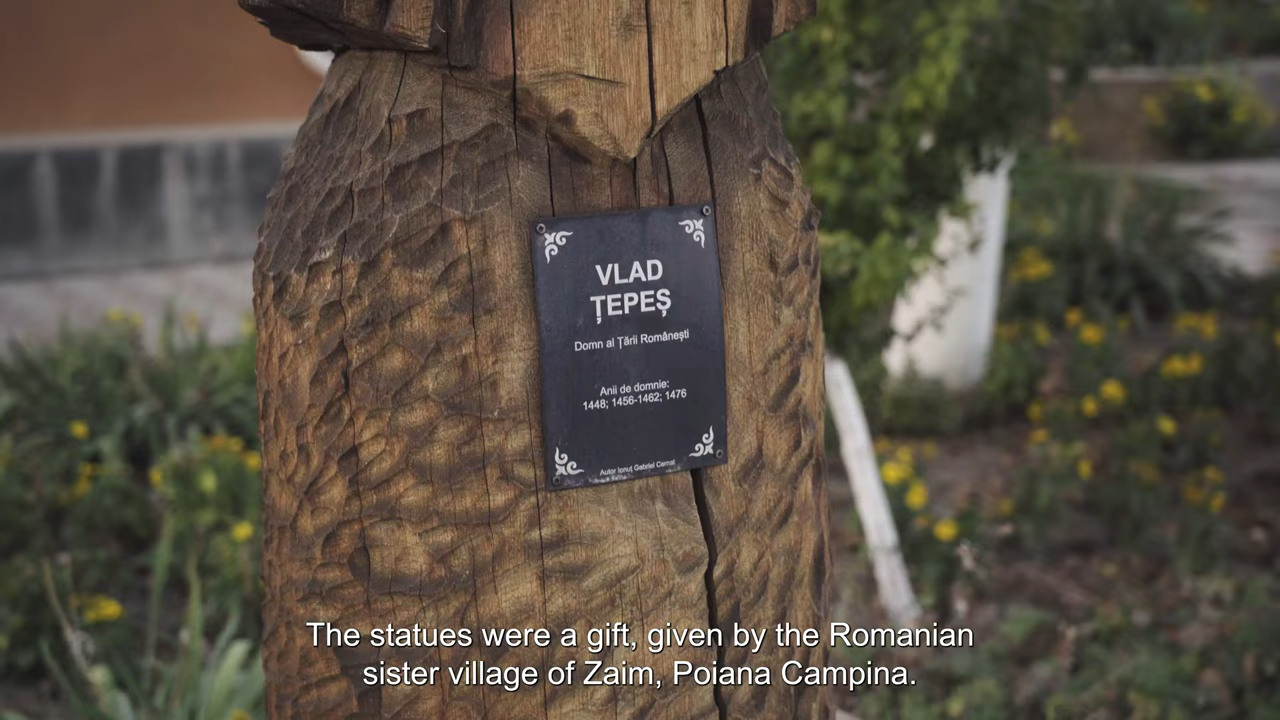 VLAD
ȚEPEȘ
Domn al Țării Românești
Anii de domnie:
1448; 1456-1462; 1476
Autor Ionuț Gabriel Cernat
The statues were a gift, given by the Romanian
sister village of Zaim, Poiana Campina.